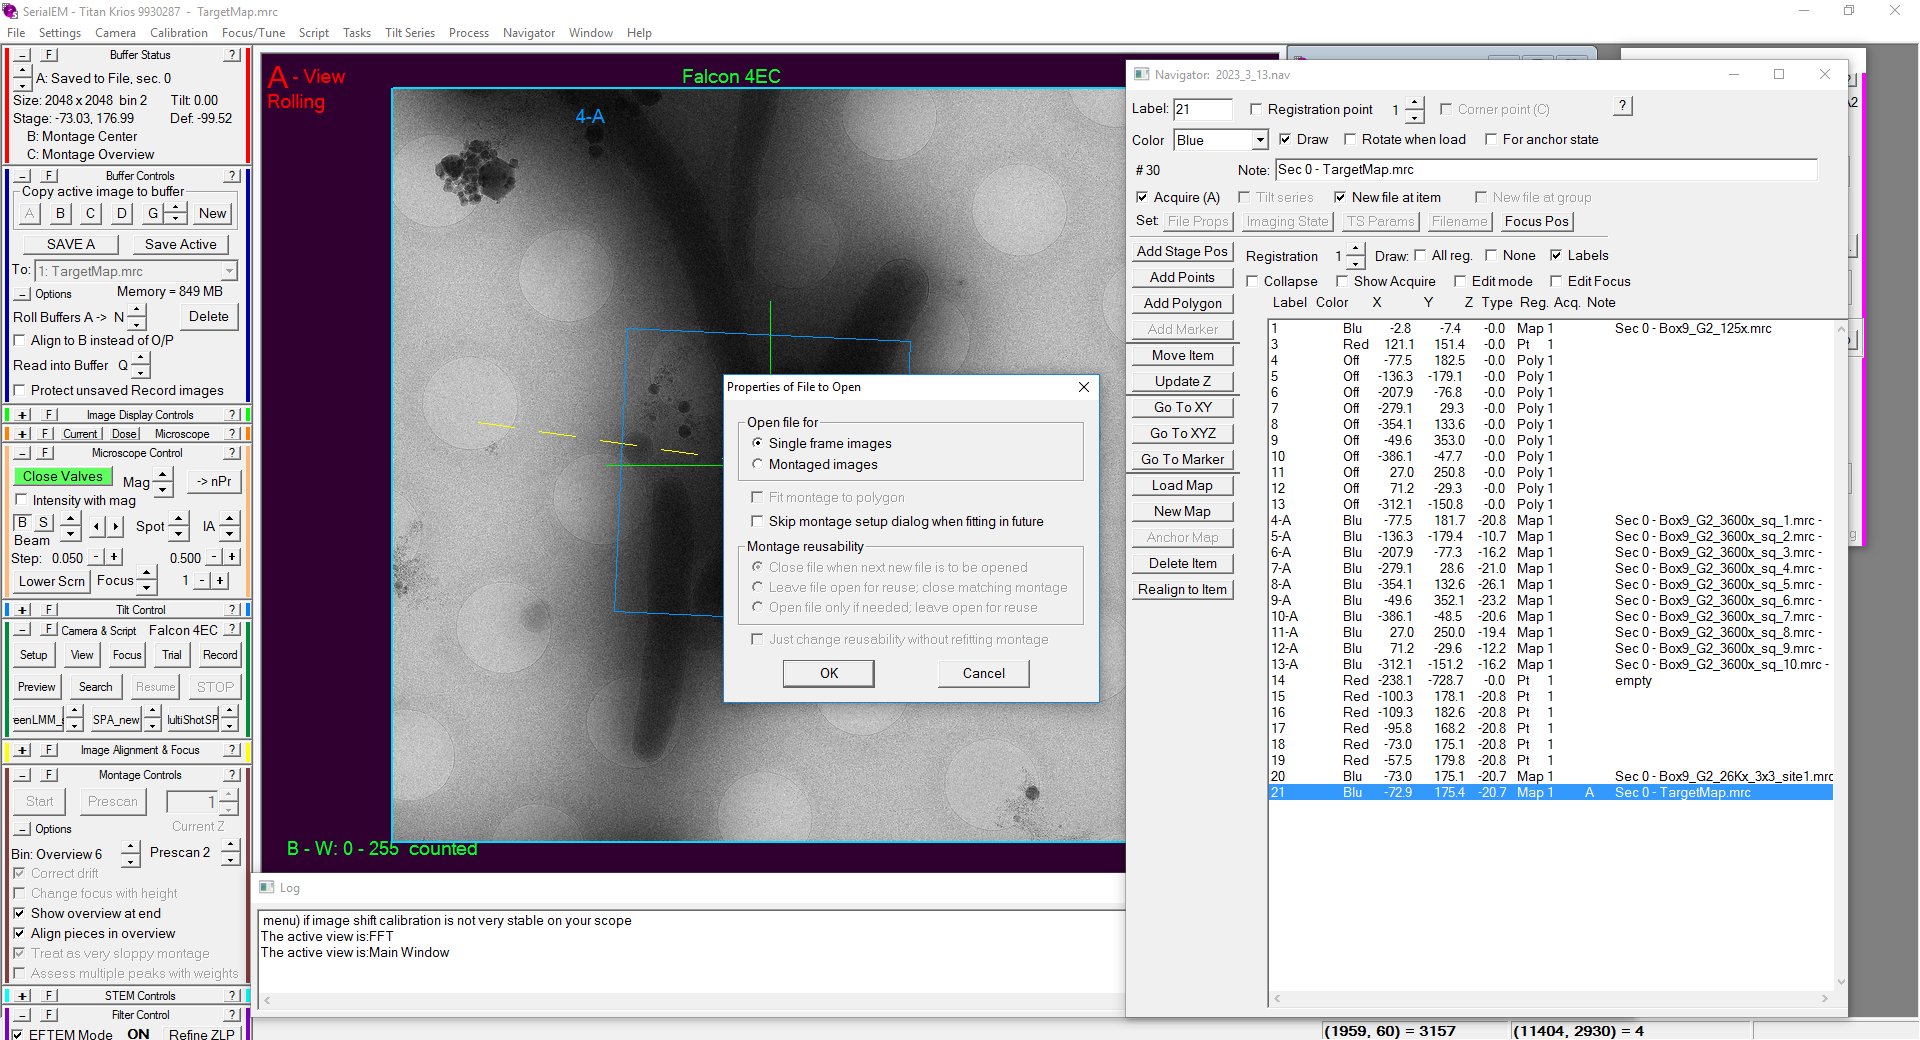 SerialEM - Titan Krios 9930287 - TargetMap.mrc
File Settings Camera Calibration Focus/Tune Script Tasks Tilt Series Process Navigator Window Help
- F Buffer Status ?
A: Saved to File, sec. 0
Size: 2048 x 2048 bin 2 Tilt: 0.00
Stage: -73.03, 176.99 Def: -99.52
B: Montage Center
C: Montage Overview
- F Buffer Controls ?
Copy active image to buffer
A B C D G New
SAVE A Save Active
To: 1: TargetMap.mrc
- Options Memory = 849 MB
Roll Buffers A -> N Delete
Align to B instead of O/P
Read into Buffer Q
Protect unsaved Record images
+ F Image Display Controls ?
+ F Current Dose Microscope ?
- F Microscope Control ?
Close Valves Mag -> nPr
Intensity with mag
B S Spot IA
Beam
Step: 0.050 - + 0.500 - +
Lower Scrn Focus 1 - +
+ F Tilt Control ?
- F Camera & Script Falcon 4EC ?
Setup View Focus Trial Record
Preview Search Resume STOP
eenLMM_ SPA_new ultiShotSP
+ F Image Alignment & Focus ?
- F Montage Controls ?
Start Prescan 1
- Options Current Z
Bin: Overview 6 Prescan 2
Correct drift
Change focus with height
Show overview at end
Align pieces in overview
Treat as very sloppy montage
Assess multiple peaks with weights
+ F STEM Controls ?
- F Filter Control ?
EFTEM Mode ON Refine ZLP
A - View
Rolling
Falcon 4EC
4-A
B - W: 0 - 255 counted
Properties of File to Open
Open file for
Single frame images
Montaged images
Fit montage to polygon
Skip montage setup dialog when fitting in future
Montage reusability
Close file when next new file is to be opened
Leave file open for reuse; close matching montage
Open file only if needed; leave open for reuse
Just change reusability without refitting montage
OK Cancel
Log
menu) if image shift calibration is not very stable on your scope
The active view is:FFT
The active view is:Main Window
Navigator: 2023_3_13.nav
Label: 21 Registration point 1 Corner point (C) ?
Color Blue Draw Rotate when load For anchor state
# 30 Note: Sec 0 - TargetMap.mrc
Acquire (A) Tilt series New file at item New file at group
Set: File Props Imaging State TS Params Filename Focus Pos
Add Stage Pos
Add Points
Add Polygon
Add Marker
Move Item
Update Z
Go To XY
Go To XYZ
Go To Marker
Load Map
New Map
Anchor Map
Delete Item
Realign to Item
Registration 1 Draw: All reg. None Labels
Collapse Show Acquire Edit mode Edit Focus
Label Color X Y Z Type Reg. Acq. Note
1 Blu -2.8 -7.4 -0.0 Map 1 Sec 0 - Box9_G2_125x.mrc
3 Red 121.1 151.4 -0.0 Pt 1
4 Off -77.5 182.5 -0.0 Poly 1
5 Off -136.3 -179.1 -0.0 Poly 1
6 Off -207.9 -76.8 -0.0 Poly 1
7 Off -279.1 29.3 -0.0 Poly 1
8 Off -354.1 133.6 -0.0 Poly 1
9 Off -49.6 353.0 -0.0 Poly 1
10 Off -386.1 -47.7 -0.0 Poly 1
11 Off 27.0 250.8 -0.0 Poly 1
12 Off 71.2 -29.3 -0.0 Poly 1
13 Off -312.1 -150.8 -0.0 Poly 1
4-A Blu -77.5 181.7 -20.8 Map 1 Sec 0 - Box9_G2_3600x_sq_1.mrc -
5-A Blu -136.3 -179.4 -10.7 Map 1 Sec 0 - Box9_G2_3600x_sq_2.mrc -
6-A Blu -207.9 -77.3 -16.2 Map 1 Sec 0 - Box9_G2_3600x_sq_3.mrc -
7-A Blu -279.1 28.6 -21.0 Map 1 Sec 0 - Box9_G2_3600x_sq_4.mrc -
8-A Blu -354.1 132.6 -26.1 Map 1 Sec 0 - Box9_G2_3600x_sq_5.mrc -
9-A Blu -49.6 352.1 -23.2 Map 1 Sec 0 - Box9_G2_3600x_sq_6.mrc -
10-A Blu -386.1 -48.5 -20.6 Map 1 Sec 0 - Box9_G2_3600x_sq_7.mrc -
11-A Blu 27.0 250.0 -19.4 Map 1 Sec 0 - Box9_G2_3600x_sq_8.mrc -
12-A Blu 71.2 -29.6 -12.2 Map 1 Sec 0 - Box9_G2_3600x_sq_9.mrc -
13-A Blu -312.1 -151.2 -16.2 Map 1 Sec 0 - Box9_G2_3600x_sq_10.mrc -
14 Red -238.1 -728.7 -0.0 Pt 1 empty
15 Red -100.3 178.1 -20.8 Pt 1
16 Red -109.3 182.6 -20.8 Pt 1
17 Red -95.8 168.2 -20.8 Pt 1
18 Red -73.0 175.1 -20.8 Pt 1
19 Red -57.5 179.8 -20.8 Pt 1
20 Blu -73.0 175.1 -20.7 Map 1 Sec 0 - Box9_G2_26Kx_3x3_site1.mrc
21 Blu -72.9 175.4 -20.7 Map 1 A Sec 0 - TargetMap.mrc
(1959, 60) = 3157 (11404, 2930) = 4